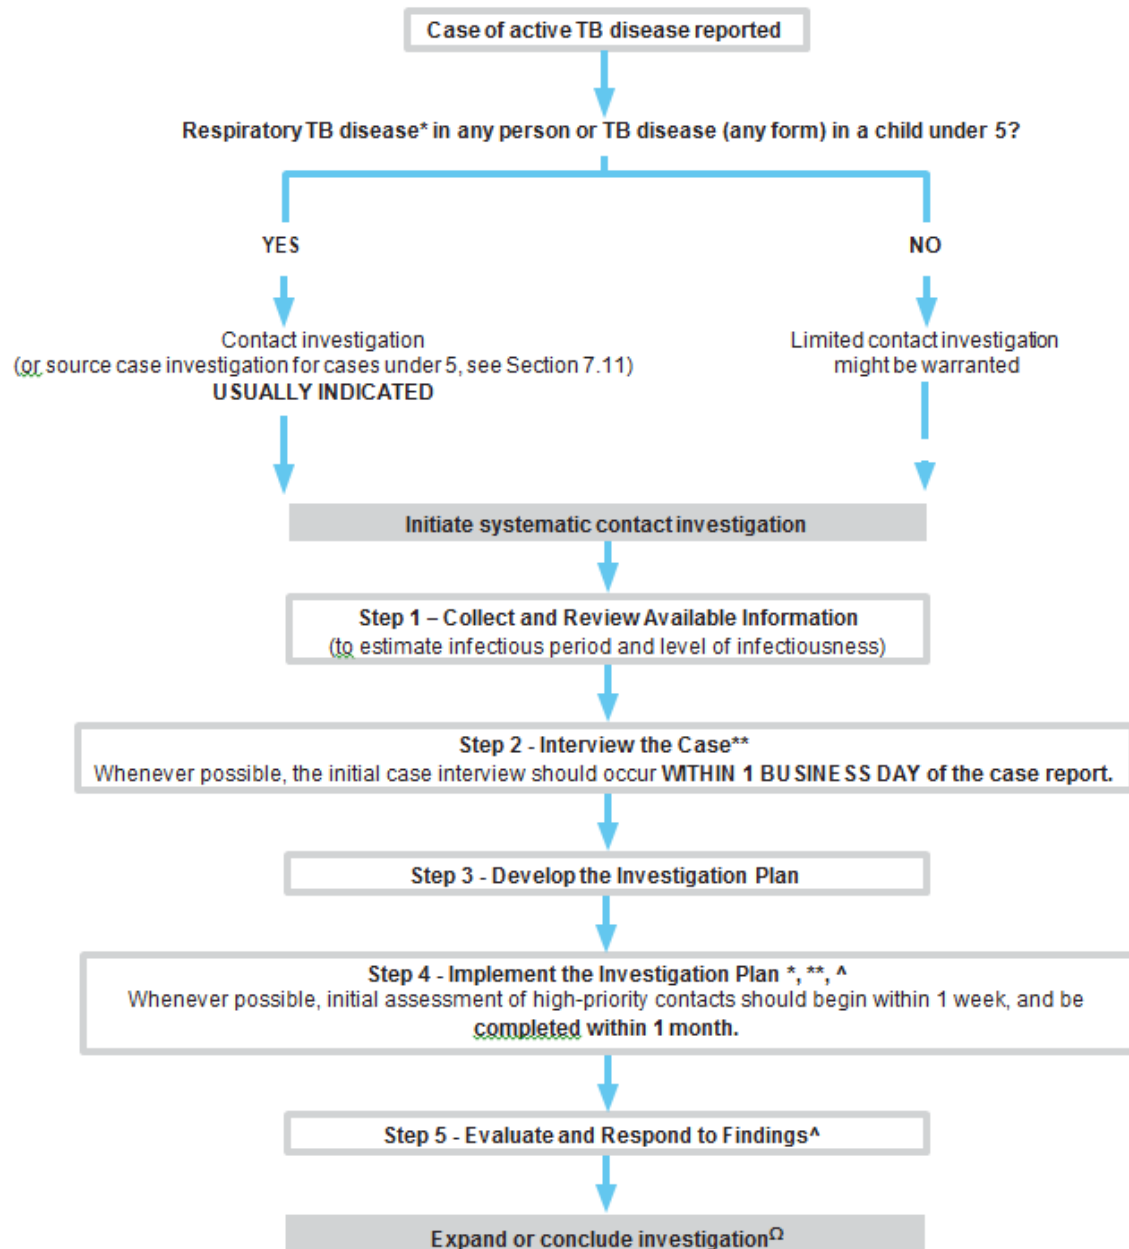 Case of active TB disease reported
Respiratory TB disease* in any person or TB disease (any form) in a child under 5?
YES
NO
Contact investigation
(or source case investigation for cases under 5, see Section 7.11)
USUALLY INDICATED
Limited contact investigation
might be warranted
Initiate systematic contact investigation
Step 1 – Collect and Review Available Information
(to estimate infectious period and level of infectiousness)
Step 2 - Interview the Case**
Whenever possible, the initial case interview should occur WITHIN 1 BUSINESS DAY of the case report.
Step 3 - Develop the Investigation Plan
Step 4 - Implement the Investigation Plan *, **, ^
Whenever possible, initial assessment of high-priority contacts should begin within 1 week, and be
completed within 1 month.
Step 5 - Evaluate and Respond to Findings^
Expand or conclude investigationΩ